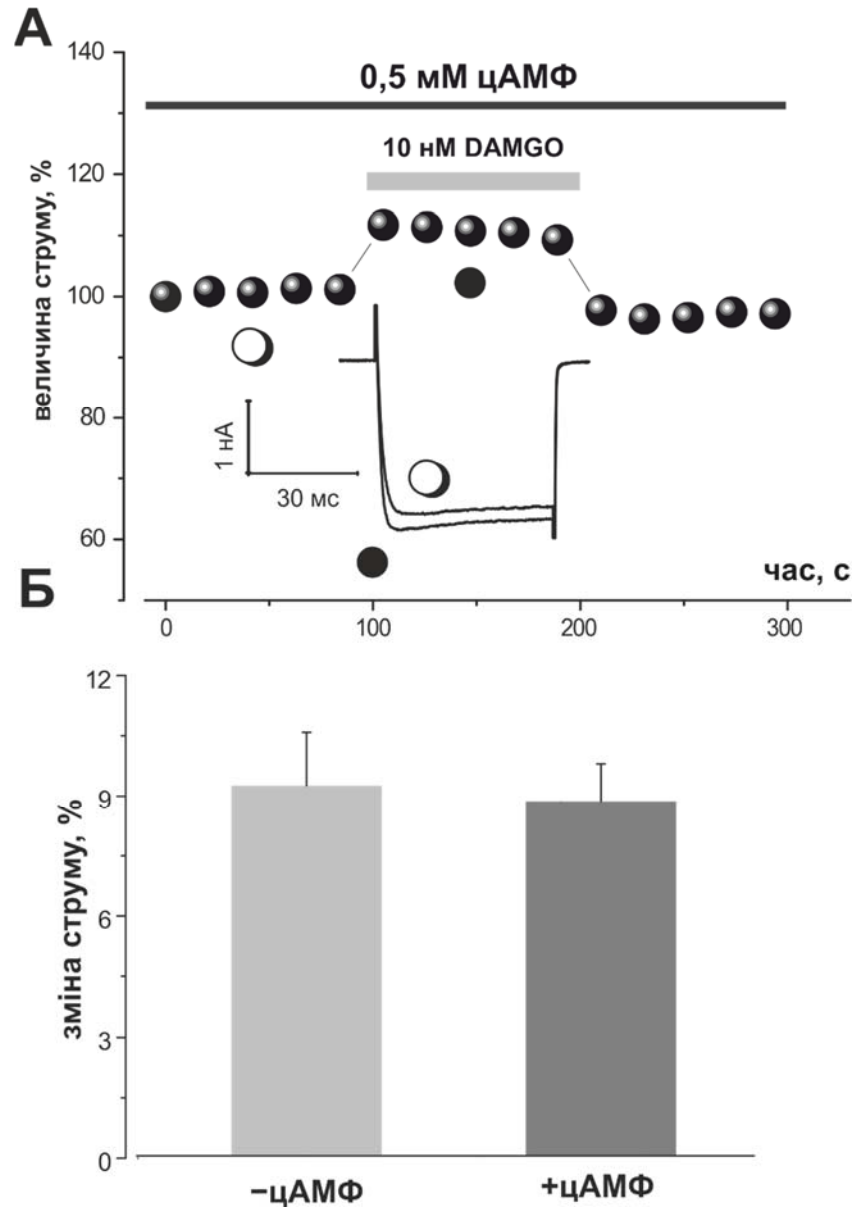 А
140
0,5 мМ цАМФ
120
10 нМ DAMGO
100
80
60
величина струму, %
1 нА
30 мс
час, с
0
100
200
300
Б
12
9
6
3
0
зміна струму, %
−цАМФ
+цАМФ